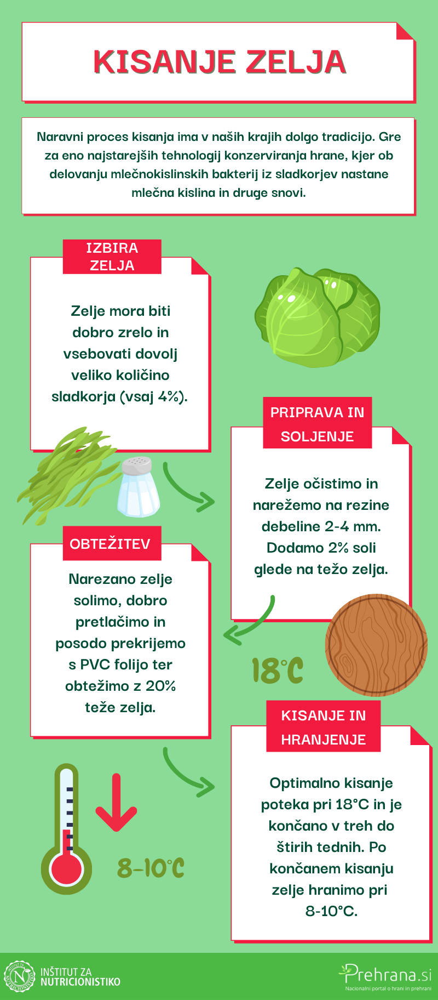 KISANJE ZELJA
Naravni proces kisanja ima v naših krajih dolgo tradicijo. Gre
za eno najstarejših tehnologij konzerviranja hrane, kjer ob
delovanju mlečnokislinskih bakterij iz sladkorjev nastane
mlečna kislina in druge snovi.
IZBIRA
ZELJA
Zelje mora biti
dobro zrelo in
vsebovati dovolj
veliko količino
sladkorja (vsaj 4%).
PRIPRAVA IN
SOLJENJE
Zelje očistimo in
narežemo na rezine
debeline 2-4 mm.
Dodamo 2% soli
glede na težo zelja.
OBTEŽITEV
Narezano zelje
solimo, dobro
pretlačimo in
posodo prekrijemo
s PVC folijo ter
obtežimo z 20%
teže zelja.
18°C
KISANJE IN
HRANJENJE
Optimalno kisanje
poteka pri 18°C in je
končano v treh do
štirih tednih. Po
končanem kisanju
zelje hranimo pri
8-10°C.
8-10°C
INŠTITUT ZA
NUTRICIONISTIKO
N
INŠTITUT ZA
NUTRICIONISTIKO
Prehrana.si
Nacionalni portal o hrani in prehrani